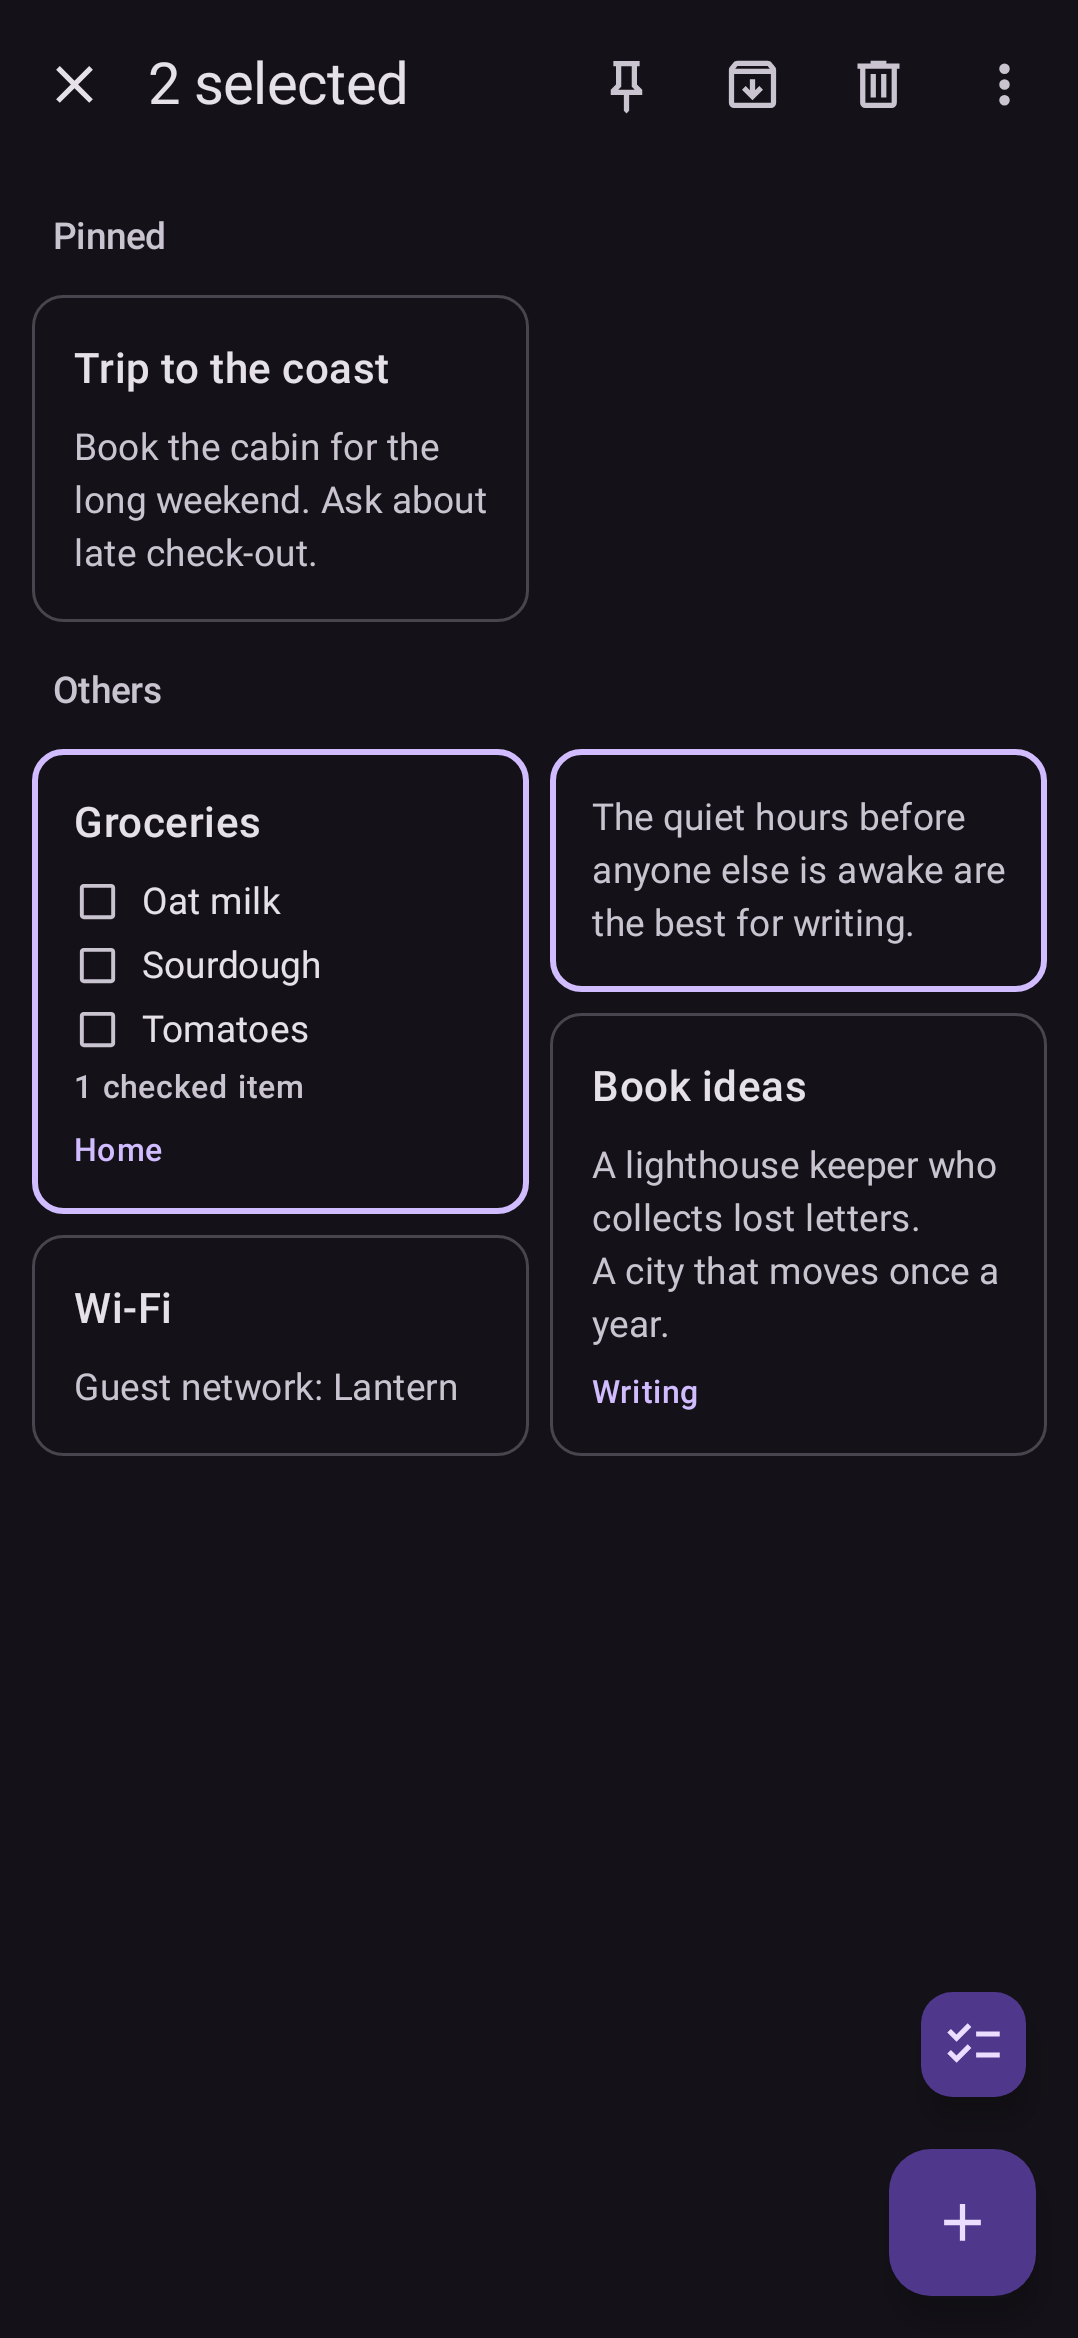 2 selected
Pinned
Trip to the coast
Book the cabin for the
long weekend. Ask about
late check-out.
Others
Groceries
Oat milk
Sourdough
Tomatoes
1 checked item
Home
The quiet hours before
anyone else is awake are
the best for writing.
Wi-Fi
Guest network: Lantern
Book ideas
A lighthouse keeper who
collects lost letters.
A city that moves once a
year.
Writing